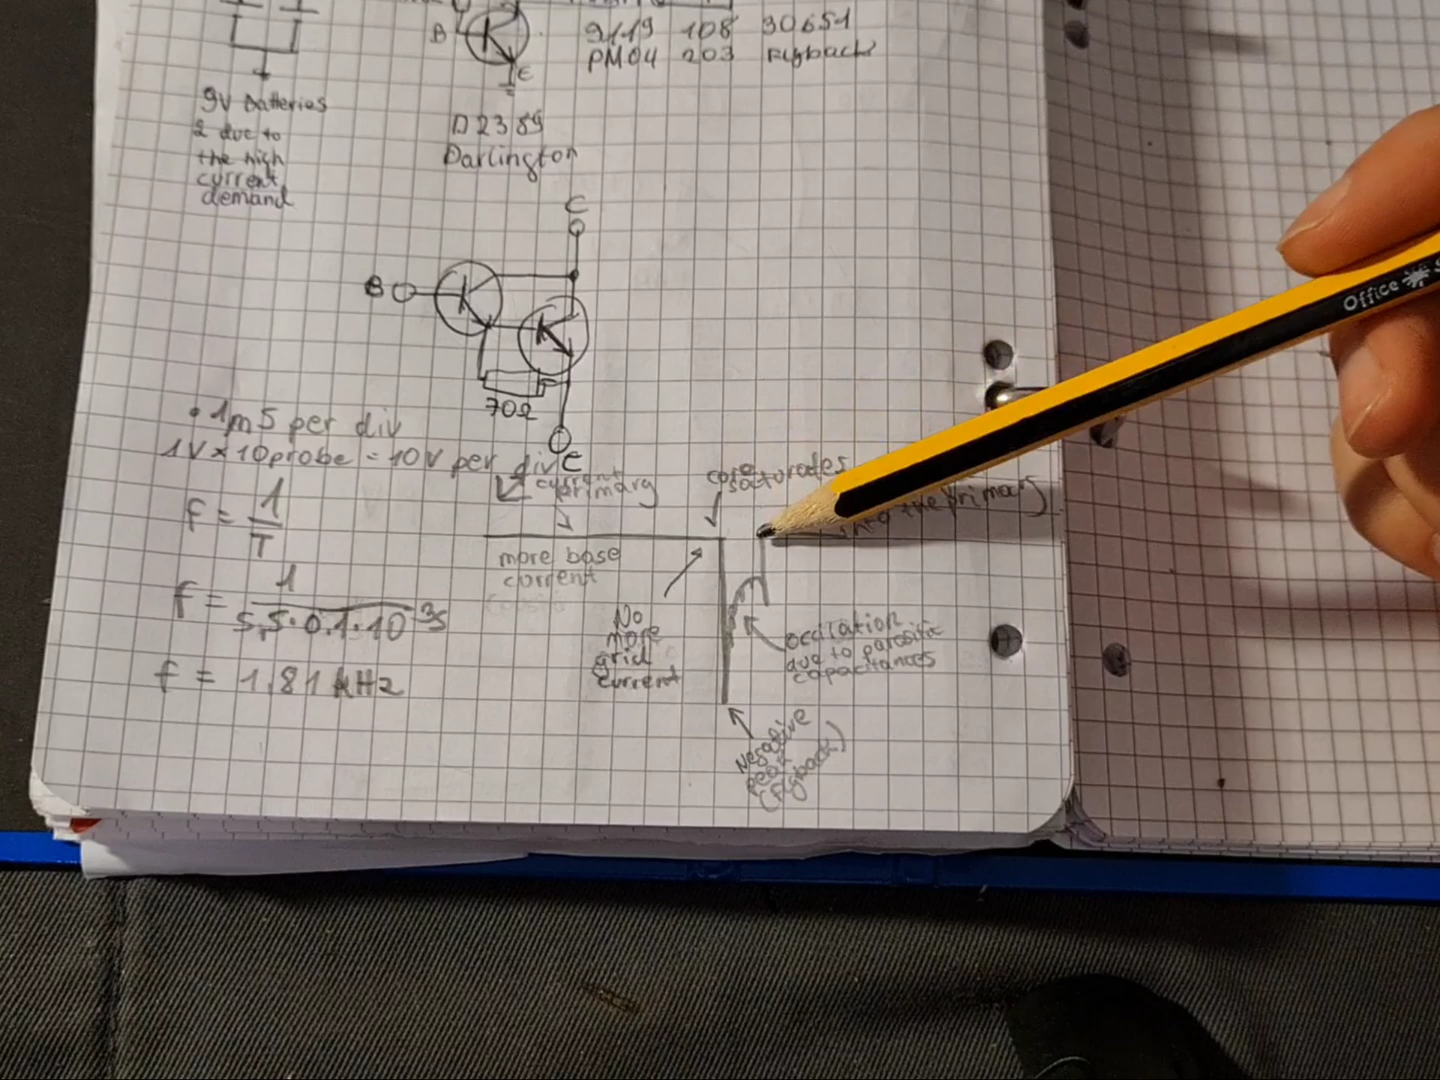 B
9119 108 30651
PM04 203 Flyback
E
9V Batteries
2 due to
the high
current
demand
D2389
Darlington
C
B
70Ω
E
• 1mS per div
1V x 10probe = 10V per div
current
primary
core
saturates
into the primary
f = 1/T
more base
current
f = 1/5,5·0,1·10⁻³s
No
more
grid
current
occilation
due to parasitic
capacitances
f = 1,81 kHz
Negative
peak
(flyback)
Office